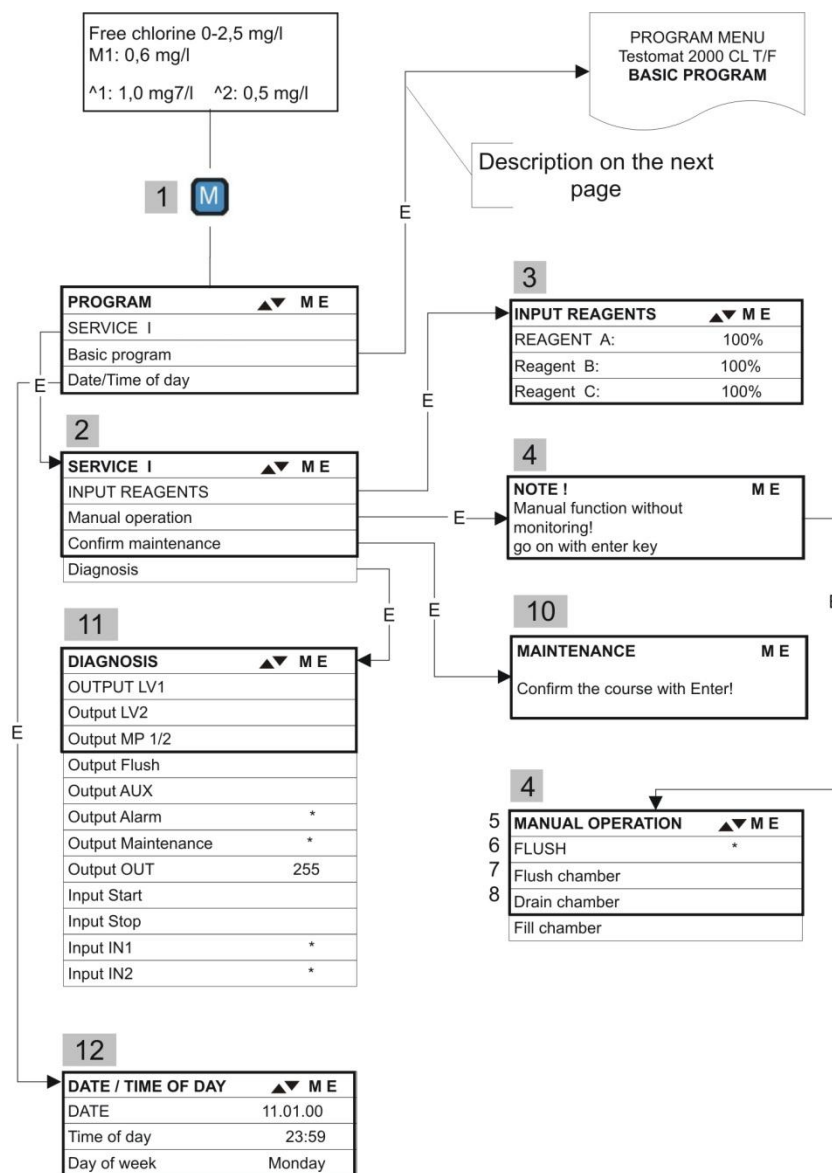 Free chlorine 0-2,5 mg/l
M1: 0,6 mg/l
^1: 1,0 mg7/l ^2: 0,5 mg/l
PROGRAM MENU
Testomat 2000 CL T/F
BASIC PROGRAM
Description on the next
page
1 M
E
PROGRAM ▲▼ M E
SERVICE I
Basic program
Date/Time of day
E
E
2
SERVICE I ▲▼ M E
INPUT REAGENTS
Manual operation
Confirm maintenance
Diagnosis
E
E
E
3
INPUT REAGENTS ▲▼ M E
REAGENT A: 100%
Reagent B: 100%
Reagent C: 100%
4
NOTE ! M E
Manual function without
monitoring!
go on with enter key
10
MAINTENANCE M E
Confirm the course with Enter!
11
DIAGNOSIS ▲▼ M E
OUTPUT LV1
Output LV2
Output MP 1/2
Output Flush
Output AUX
Output Alarm *
Output Maintenance *
Output OUT 255
Input Start
Input Stop
Input IN1 *
Input IN2 *
E
4
5 MANUAL OPERATION ▲▼ M E
6 FLUSH *
7 Flush chamber
8 Drain chamber
Fill chamber
12
DATE / TIME OF DAY ▲▼ M E
DATE 11.01.00
Time of day 23:59
Day of week Monday